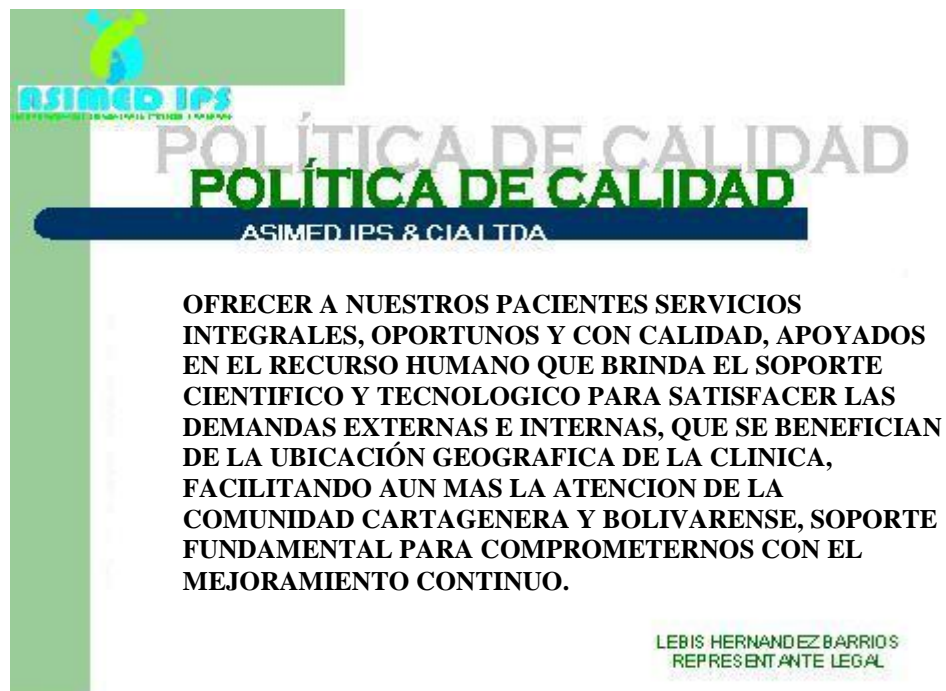 ASIMED IPS
POLÍTICA DE CALIDAD
POLÍTICA DE CALIDAD
ASIMED IPS & CIA LTDA
OFRECER A NUESTROS PACIENTES SERVICIOS
INTEGRALES, OPORTUNOS Y CON CALIDAD, APOYADOS
EN EL RECURSO HUMANO QUE BRINDA EL SOPORTE
CIENTIFICO Y TECNOLOGICO PARA SATISFACER LAS
DEMANDAS EXTERNAS E INTERNAS, QUE SE BENEFICIAN
DE LA UBICACIÓN GEOGRAFICA DE LA CLINICA,
FACILITANDO AUN MAS LA ATENCION DE LA
COMUNIDAD CARTAGENERA Y BOLIVARENSE, SOPORTE
FUNDAMENTAL PARA COMPROMETERNOS CON EL
MEJORAMIENTO CONTINUO.
LEBIS HERNANDEZ BARRIOS
REPRESENTANTE LEGAL